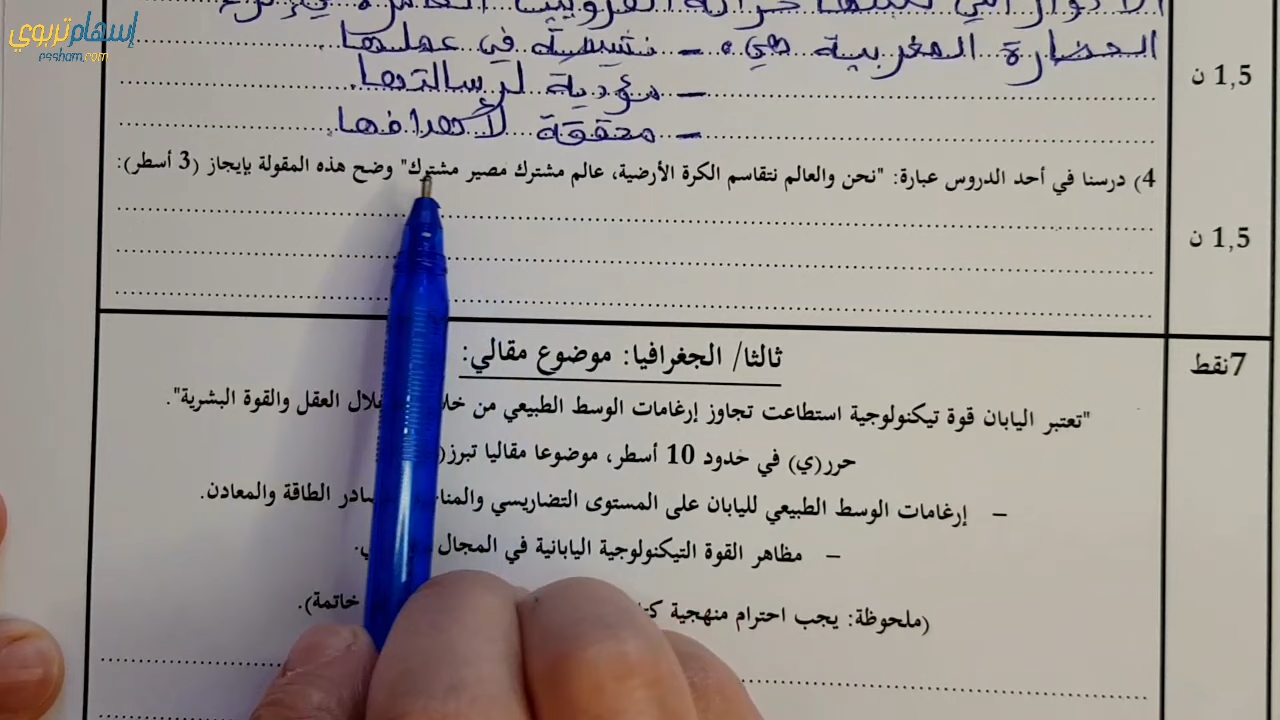 إسهام تربوي
essham.com
الحضارة المغربية هي: – نشيطة في عملها
1,5 ن
– مؤدية لرسالتها.
– محققة لأهدافها.
4) درسنا في أحد الدروس عبارة: "نحن والعالم نتقاسم الكرة الأرضية، عالم مشترك مصير مشترك" وضح هذه المقولة بإيجاز (3 أسطر):
1,5 ن
ثالثا/ الجغرافيا: موضوع مقالي:
7نقط
"تعتبر اليابان قوة تيكنولوجية استطاعت تجاوز إرغامات الوسط الطبيعي من العقل والقوة البشرية".
حرر(ي) في حدود 10 أسطر، موضوعا مقاليا تبرز
– إرغامات الوسط الطبيعي لليابان على المستوى التضاريسي الطاقة والمعادن.
– مظاهر القوة التيكنولوجية اليابانية في المجال
(ملحوظة: يجب احترام منهجية خاتمة).